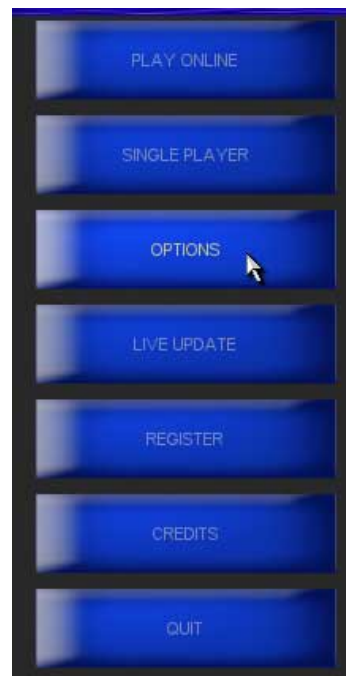 PLAY ONLINE
SINGLE PLAYER
OPTIONS
LIVE UPDATE
REGISTER
CREDITS
QUIT